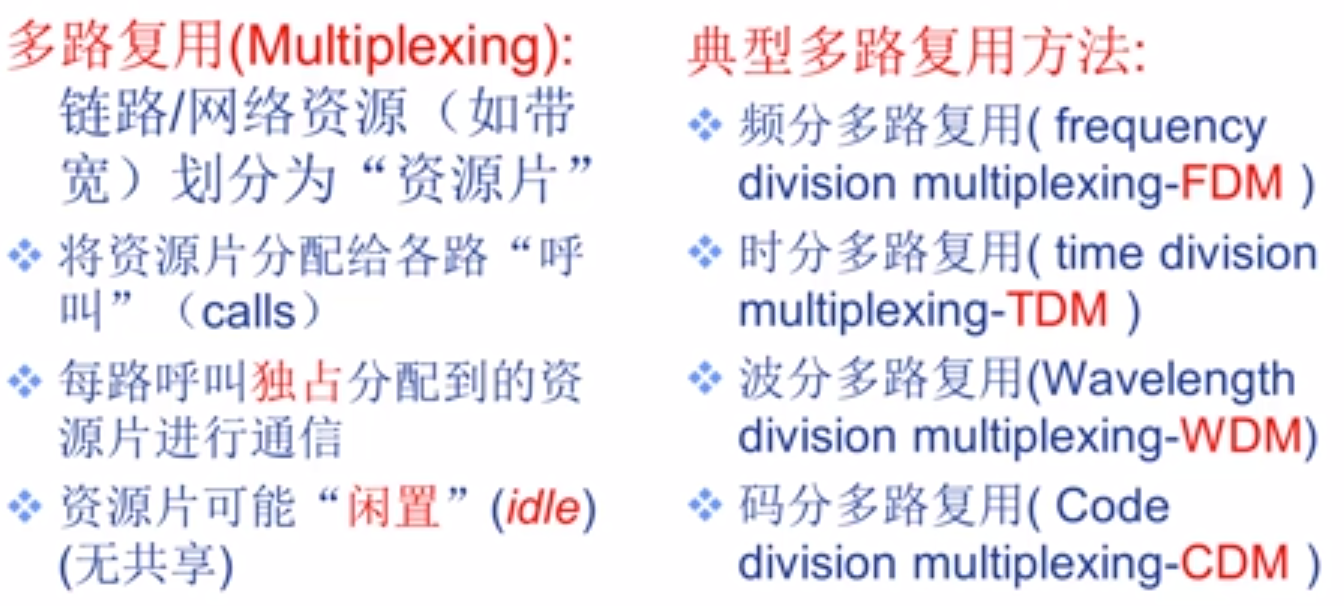 多路复用(Multiplexing):
链路/网络资源（如带
宽）划分为“资源片”
将资源片分配给各路“呼
叫”（calls）
每路呼叫独占分配到的资
源片进行通信
资源片可能“闲置”(idle)
(无共享)
典型多路复用方法:
频分多路复用( frequency
division multiplexing-FDM )
时分多路复用( time division
multiplexing-TDM )
波分多路复用(Wavelength
division multiplexing-WDM)
码分多路复用( Code
division multiplexing-CDM )